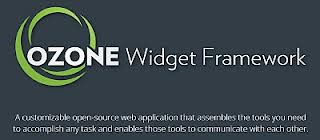 OZONE Widget Framework
A customizable open-source web application that assembles the tools you need
to accomplish any task and enables those tools to communicate with each other.